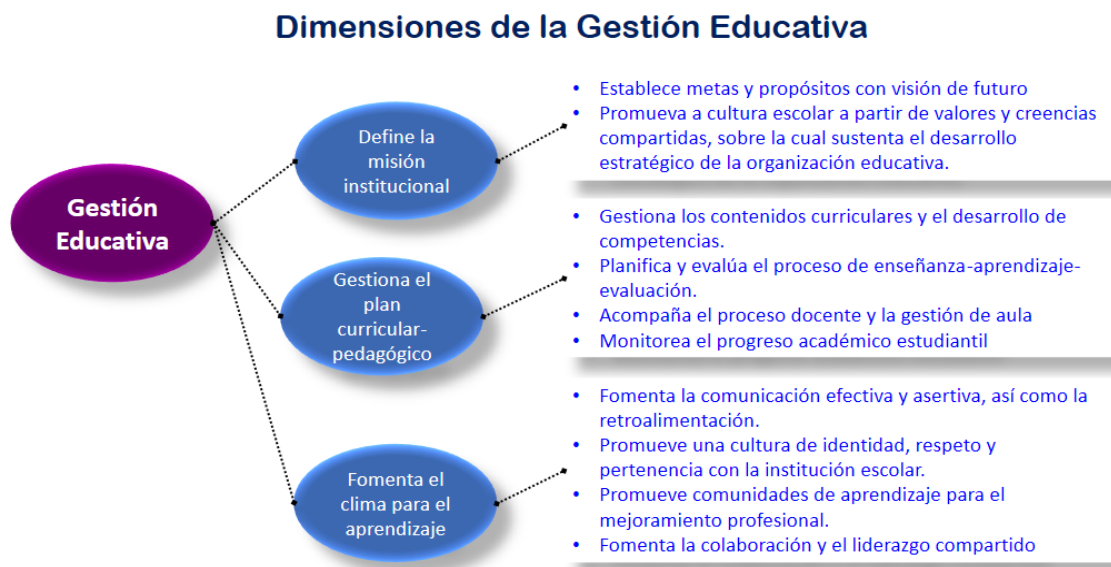 Dimensiones de la Gestión Educativa
Gestión
Educativa
Define la
misión
institucional
• Establece metas y propósitos con visión de futuro
• Promueva a cultura escolar a partir de valores y creencias
compartidas, sobre la cual sustenta el desarrollo
estratégico de la organización educativa.
Gestiona el
plan
curricular-
pedagógico
• Gestiona los contenidos curriculares y el desarrollo de
competencias.
• Planifica y evalúa el proceso de enseñanza-aprendizaje-
evaluación.
• Acompaña el proceso docente y la gestión de aula
• Monitorea el progreso académico estudiantil
Fomenta el
clima para el
aprendizaje
• Fomenta la comunicación efectiva y asertiva, así como la
retroalimentación.
• Promueve una cultura de identidad, respeto y
pertenencia con la institución escolar.
• Promueve comunidades de aprendizaje para el
mejoramiento profesional.
• Fomenta la colaboración y el liderazgo compartido